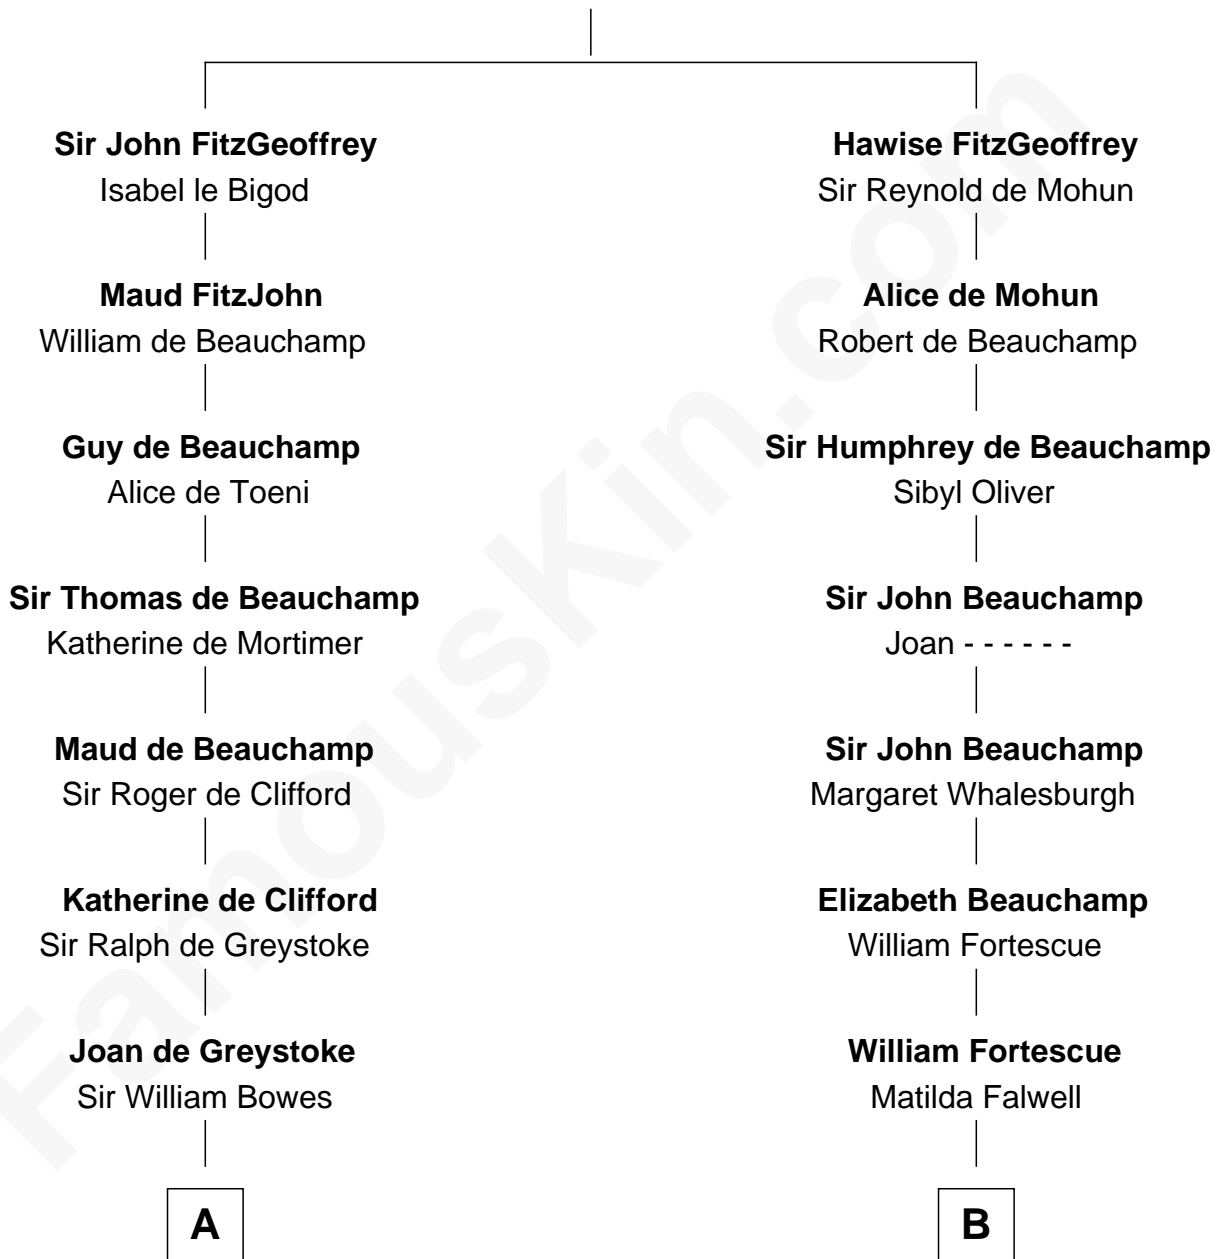 Sir John FitzGeoffrey
Isabel le Bigod
Maud FitzJohn
William de Beauchamp
Guy de Beauchamp
Alice de Toeni
Sir Thomas de Beauchamp
Katherine de Mortimer
Maud de Beauchamp
Sir Roger de Clifford
Katherine de Clifford
Sir Ralph de Greystoke
Joan de Greystoke
Sir William Bowes
A
Hawise FitzGeoffrey
Sir Reynold de Mohun
Alice de Mohun
Robert de Beauchamp
Sir Humphrey de Beauchamp
Sibyl Oliver
Sir John Beauchamp
Joan - - - - - -
Sir John Beauchamp
Margaret Whalesburgh
Elizabeth Beauchamp
William Fortescue
William Fortescue
Matilda Falwell
B
FamousKin.com